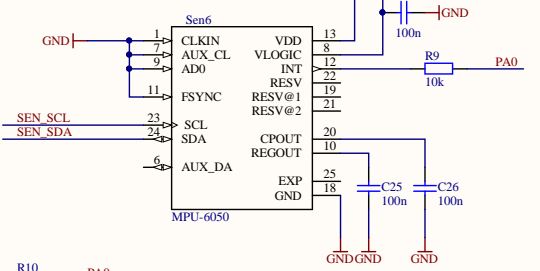 Sen6
GND
1 CLKIN
7 AUX_CL
9 AD0
11 FSYNC
SEN_SCL 23 SCL
SEN_SDA 24 SDA
6 AUX_DA
VDD 13
VLOGIC 8
INT 12
RESV 22
RESV@1 19
RESV@2 21
CPOUT 20
REGOUT 10
EXP 25
GND 18
MPU-6050
GND
100n
R9
10k
PA0
C25
100n
C26
100n
GND GND GND
R10
PA0